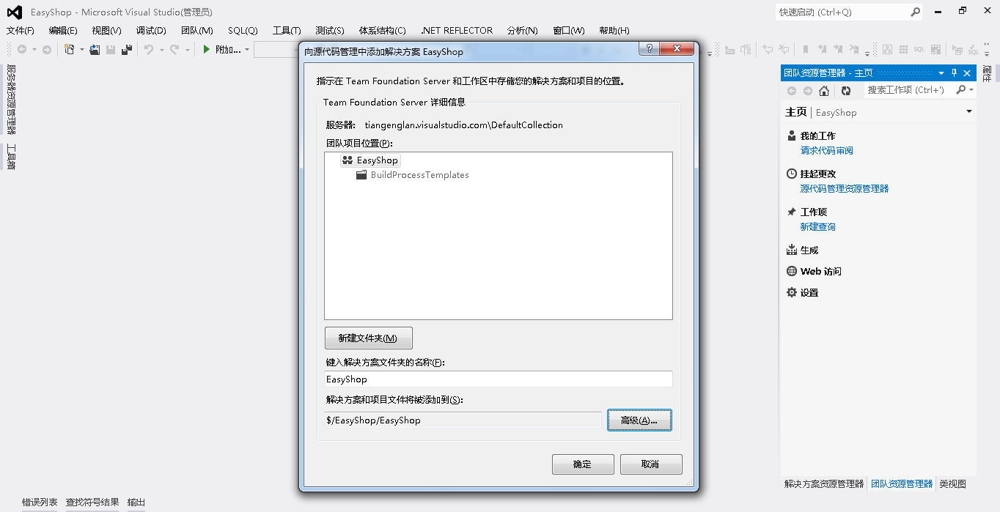 EasyShop - Microsoft Visual Studio(管理员)
快速启动 (Ctrl+Q)
文件(F) 编辑(E) 视图(V) 调试(D) 团队(M) SQL(Q) 工具(T) 测试(S) 体系结构(C) .NET REFLECTOR 分析(N) 窗口(W) 帮助(H)
附加...
服务器资源管理器
工具箱
向源代码管理中添加解决方案 EasyShop
指示在 Team Foundation Server 和工作区中存储您的解决方案和项目的位置。
Team Foundation Server 详细信息
服务器: tiangenglan.visualstudio.com\DefaultCollection
团队项目位置(P):
EasyShop
BuildProcessTemplates
新建文件夹(M)
键入解决方案文件夹的名称(F):
EasyShop
解决方案和项目文件将被添加到(S):
$/EasyShop/EasyShop
高级(A)...
确定
取消
SQL
SQL
属性
团队资源管理器 - 主页
搜索工作项 (Ctrl+')
主页 | EasyShop
我的工作
请求代码审阅
挂起更改
源代码管理资源管理器
工作项
新建查询
生成
Web 访问
设置
解决方案资源管理器 团队资源管理器 类视图
错误列表 查找符号结果 输出